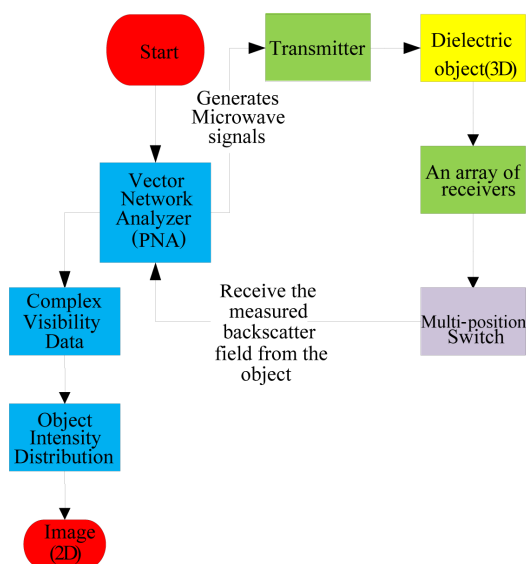 Start
Transmitter
Dielectric
object(3D)
Generates
Microwave
signals
Vector
Network
Analyzer
(PNA)
An array of
receivers
Complex
Visibility
Data
Receive the
measured
backscatter
field from the
object
Multi-position
Switch
Object
Intensity
Distribution
Image
(2D)